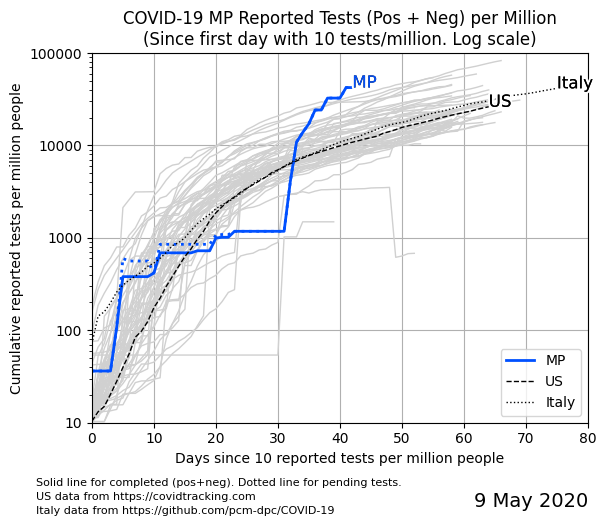 COVID-19 MP Reported Tests (Pos + Neg) per Million
(Since first day with 10 tests/million. Log scale)
Cumulative reported tests per million people
100000
10000
1000
100
10
MP
US
Italy
MP
US
Italy
0 10 20 30 40 50 60 70 80
Days since 10 reported tests per million people
Solid line for completed (pos+neg). Dotted line for pending tests.
US data from https://covidtracking.com
Italy data from https://github.com/pcm-dpc/COVID-19
9 May 2020